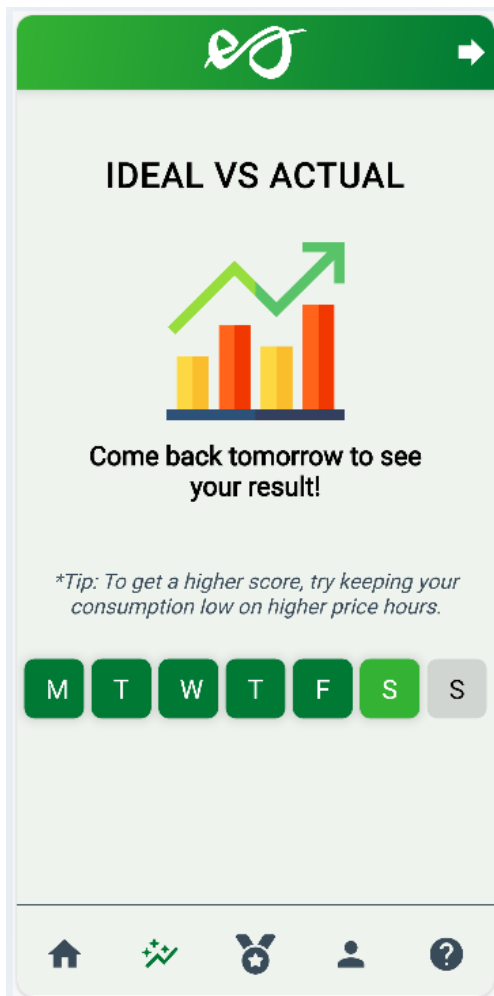 IDEAL VS ACTUAL
Come back tomorrow to see
your result!
*Tip: To get a higher score, try keeping your
consumption low on higher price hours.
M T W T F S S